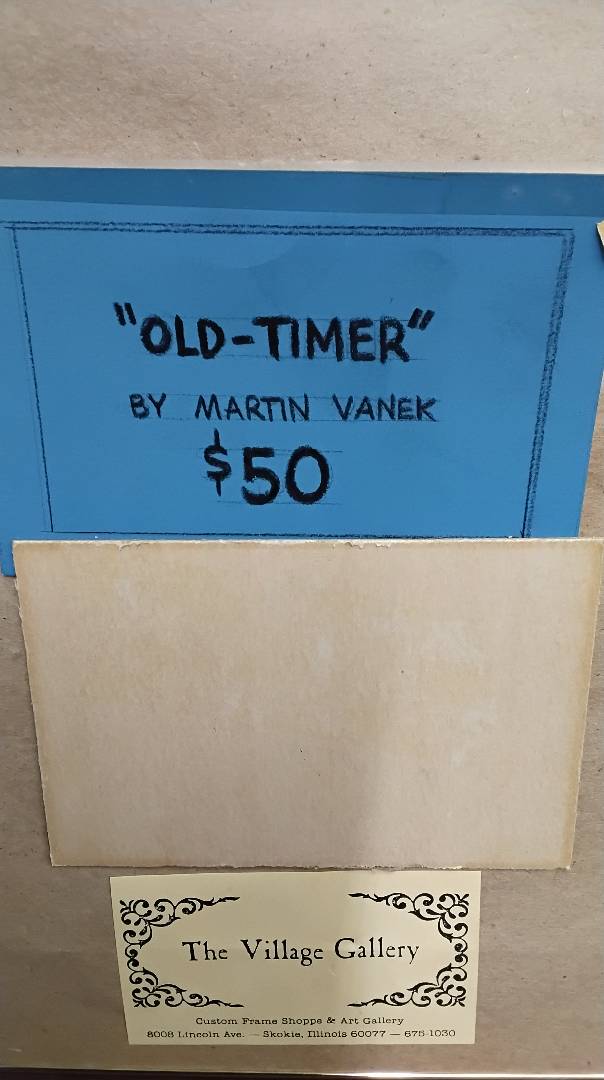 "OLD-TIMER"
BY MARTIN VANEK
$50
The Village Gallery
Custom Frame Shoppe & Art Gallery
8008 Lincoln Ave. — Skokie, Illinois 60077 — 675-1030